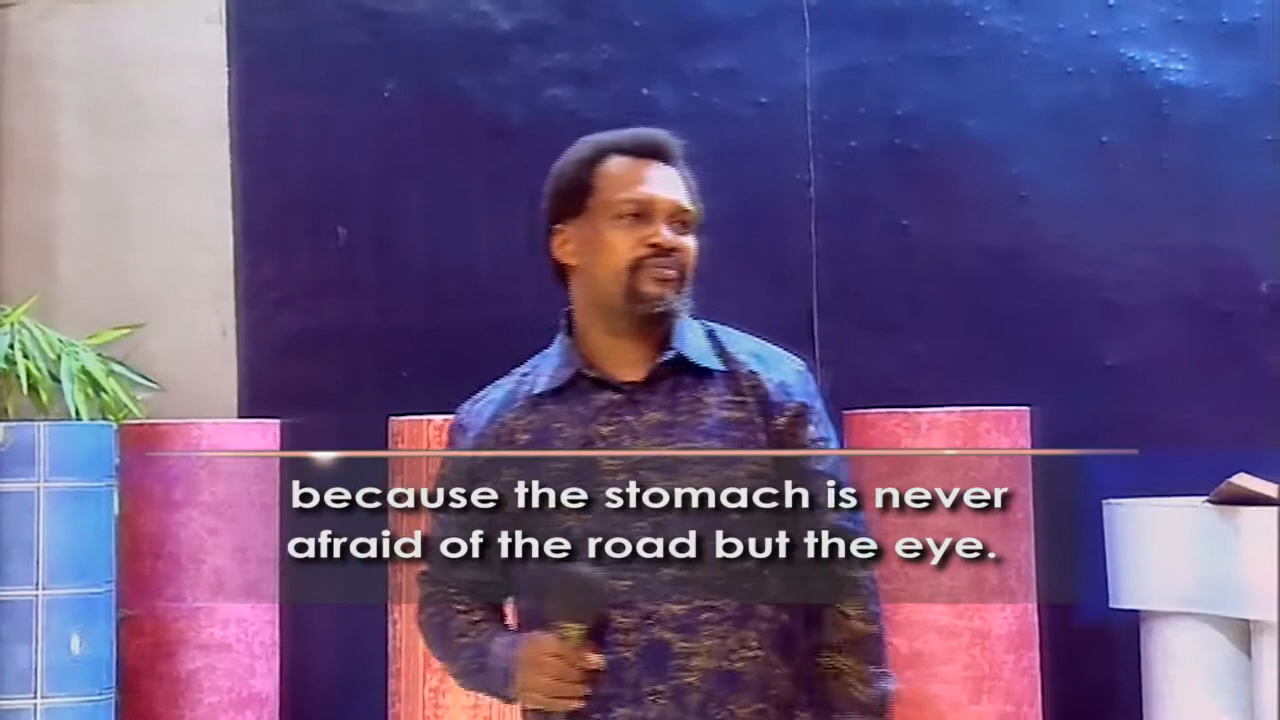 because the stomach is never
afraid of the road but the eye.